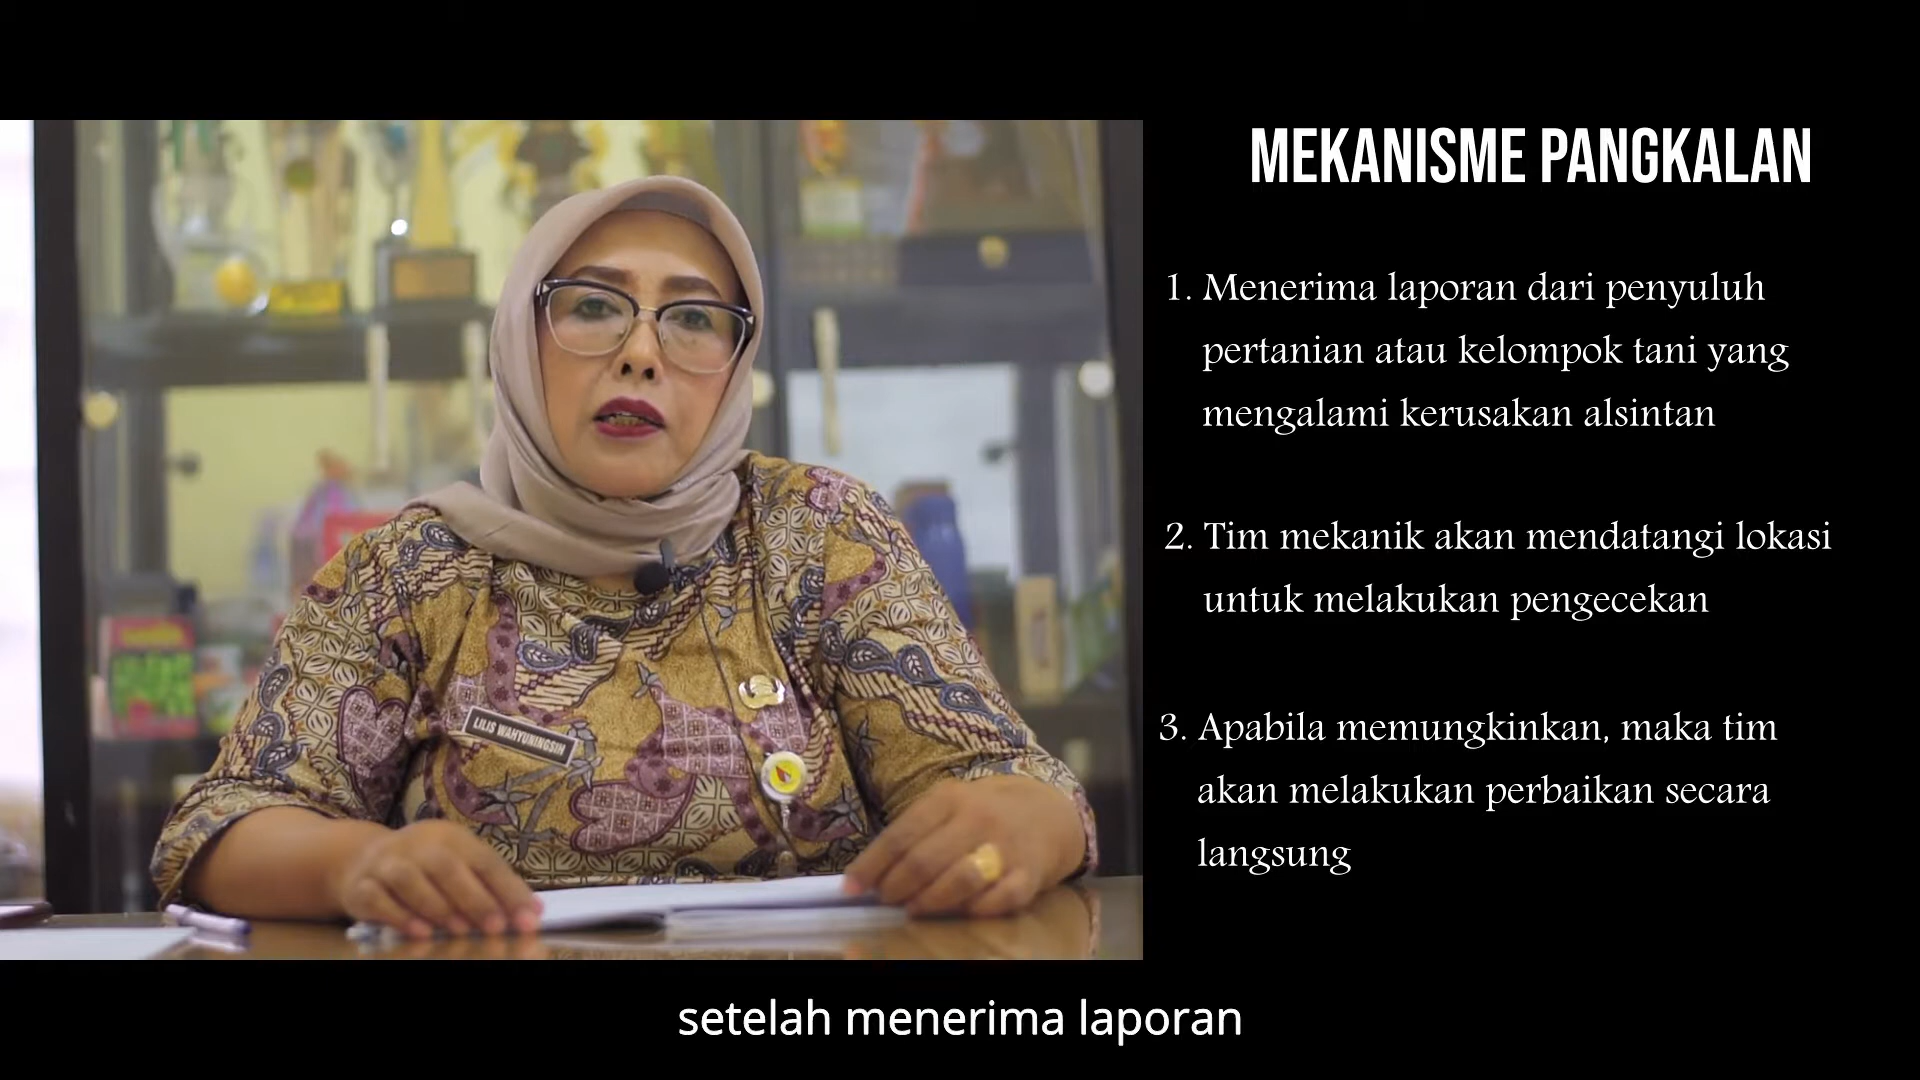 MEKANISME PANGKALAN
1. Menerima laporan dari penyuluh
pertanian atau kelompok tani yang
mengalami kerusakan alsintan
2. Tim mekanik akan mendatangi lokasi
untuk melakukan pengecekan
3. Apabila memungkinkan, maka tim
akan melakukan perbaikan secara
langsung
LILIS WAHYUNINGSIH
setelah menerima laporan